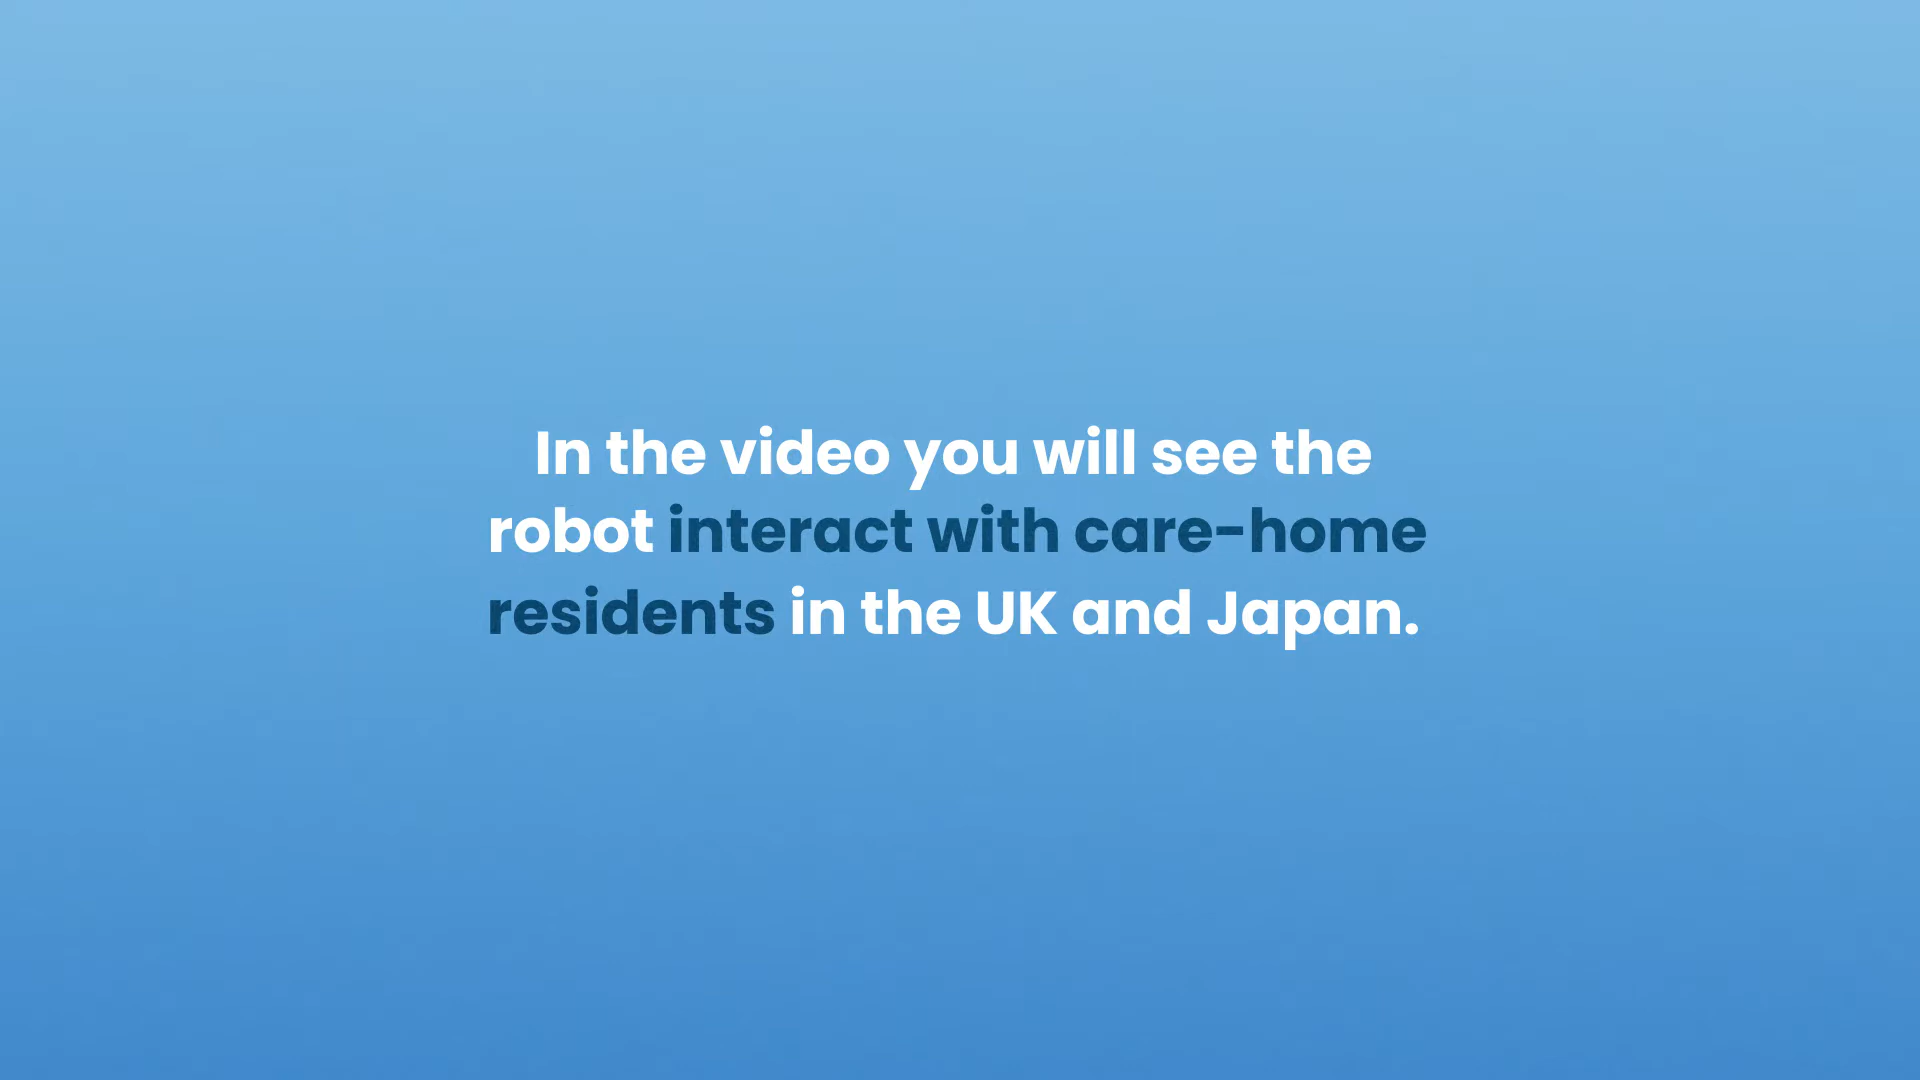 In the video you will see the
robot interact with care-home
residents in the UK and Japan.